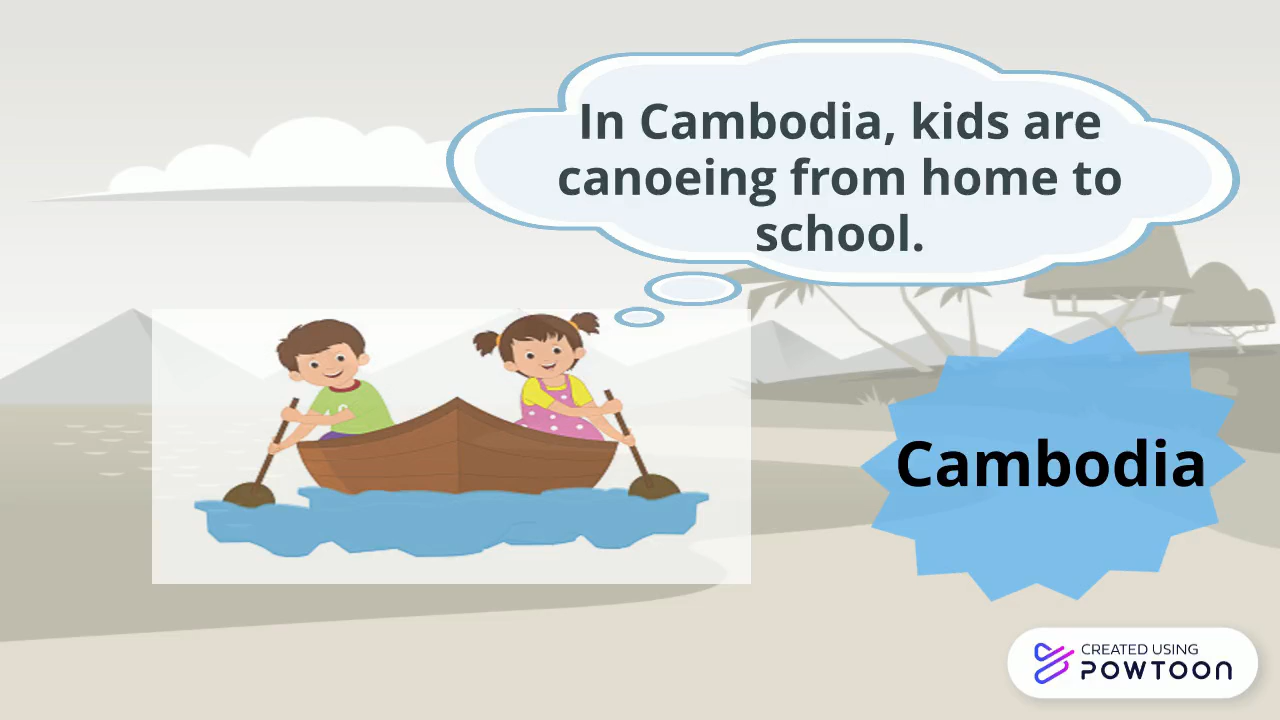 In Cambodia, kids are
canoeing from home to
school.
Cambodia
CREATED USING
POWTOON